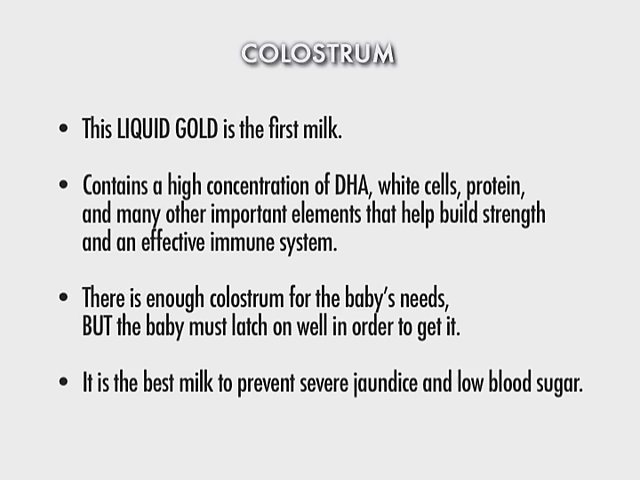 COLOSTRUM
• This LIQUID GOLD is the first milk.
• Contains a high concentration of DHA, white cells, protein,
and many other important elements that help build strength
and an effective immune system.
• There is enough colostrum for the baby's needs,
BUT the baby must latch on well in order to get it.
• It is the best milk to prevent severe jaundice and low blood sugar.